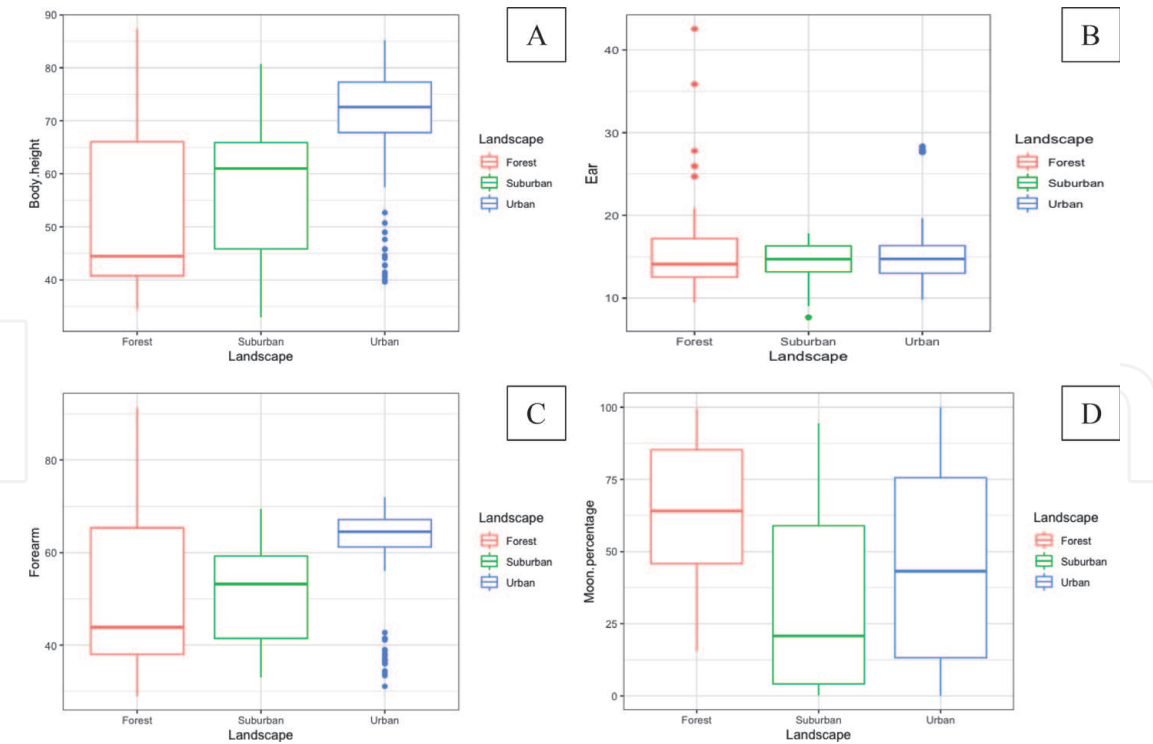 A
Body.height
90
80
70
60
50
40
Forest
Suburban
Urban
Landscape
Landscape
Forest
Suburban
Urban
B
Ear
40
30
20
10
Forest
Suburban
Urban
Landscape
Landscape
Forest
Suburban
Urban
C
Forearm
80
60
40
Forest
Suburban
Urban
Landscape
Landscape
Forest
Suburban
Urban
D
Moon.percentage
100
75
50
25
0
Forest
Suburban
Urban
Landscape
Landscape
Forest
Suburban
Urban